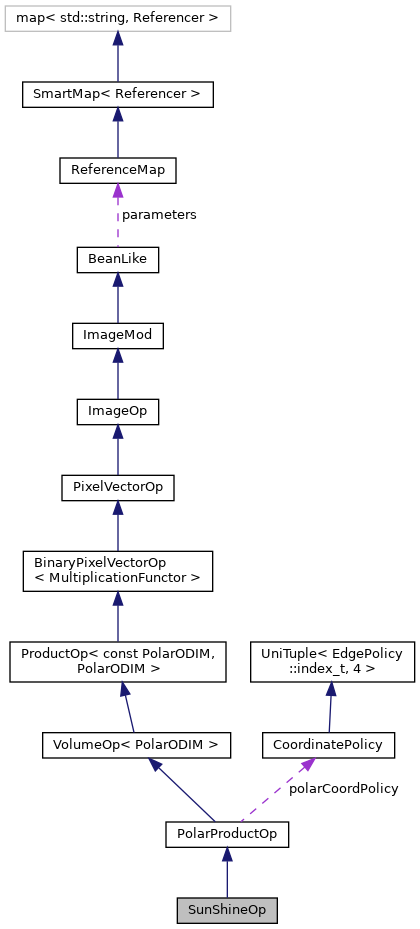 map< std::string, Referencer >
SmartMap< Referencer >
ReferenceMap
parameters
BeanLike
ImageMod
ImageOp
PixelVectorOp
BinaryPixelVectorOp
< MultiplicationFunctor >
ProductOp< const PolarODIM,
PolarODIM >
UniTuple< EdgePolicy
::index_t, 4 >
VolumeOp< PolarODIM >
CoordinatePolicy
polarCoordPolicy
PolarProductOp
SunShineOp